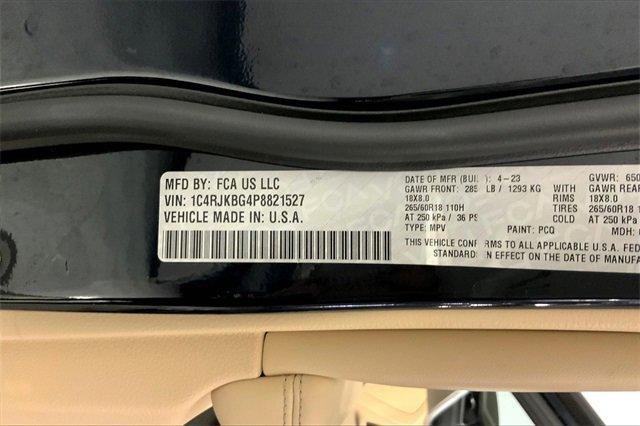 MFD BY: FCA US LLC
VIN: 1C4RJKBG4P8821527
VEHICLE MADE IN U.S.A.
DATE OF MFR (BUIL ): 4-23 GVWR: 650
GAWR FRONT: 285 LB / 1293 KG WITH GAWR REAR
18X8.0 RIMS 18X8.0
265/60R18 110H TIRES 265/60R18
AT 250 kPa / 36 PS COLD AT 250 kPa
TYPE: MPV PAINT: PCQ MDH:
THIS VEHICLE CONF RMS TO ALL APPLICABLE U.S.A. FED
STANDARD IN EFFECT ON THE DATE OF MANUFA